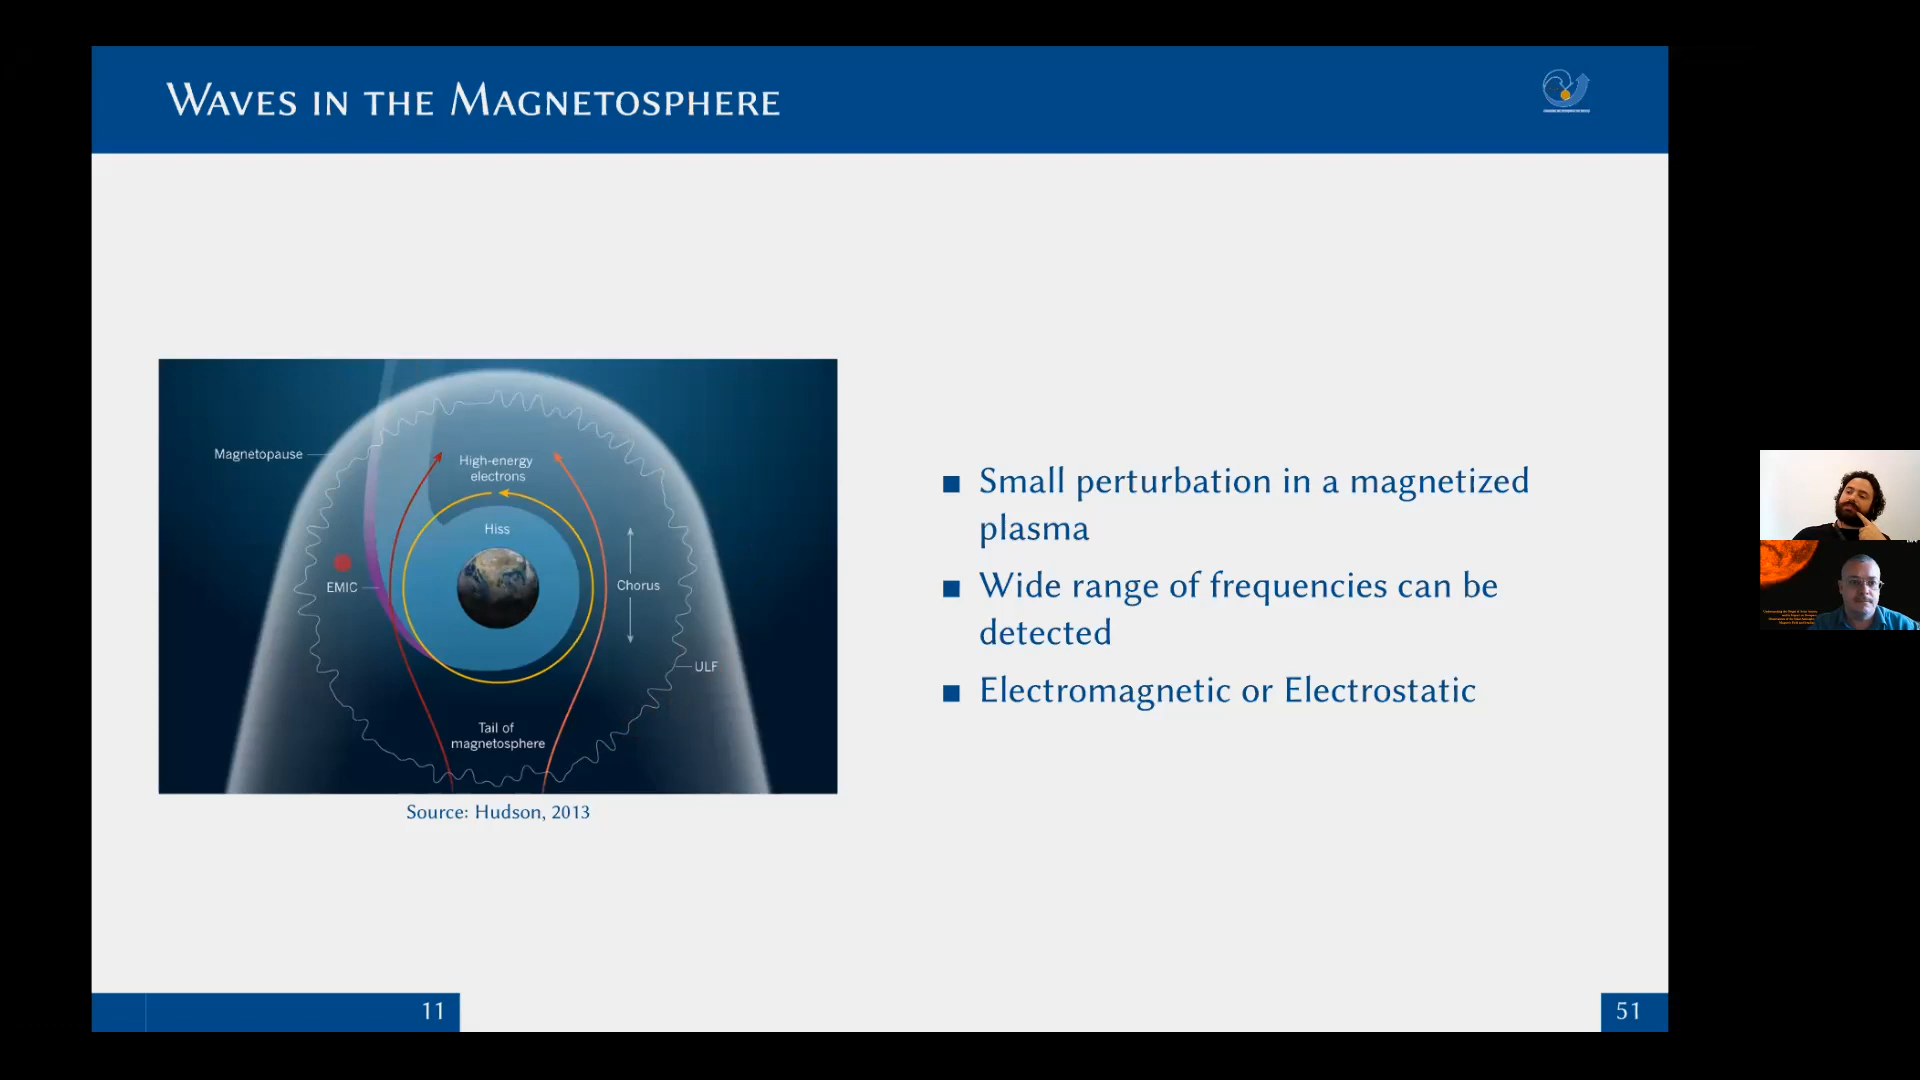 WAVES IN THE MAGNETOSPHERE
Magnetopause
High-energy
electrons
Hiss
EMIC
Chorus
ULF
Tail of
magnetosphere
Source: Hudson, 2013
Small perturbation in a magnetized
plasma
Wide range of frequencies can be
detected
Electromagnetic or Electrostatic
11
51